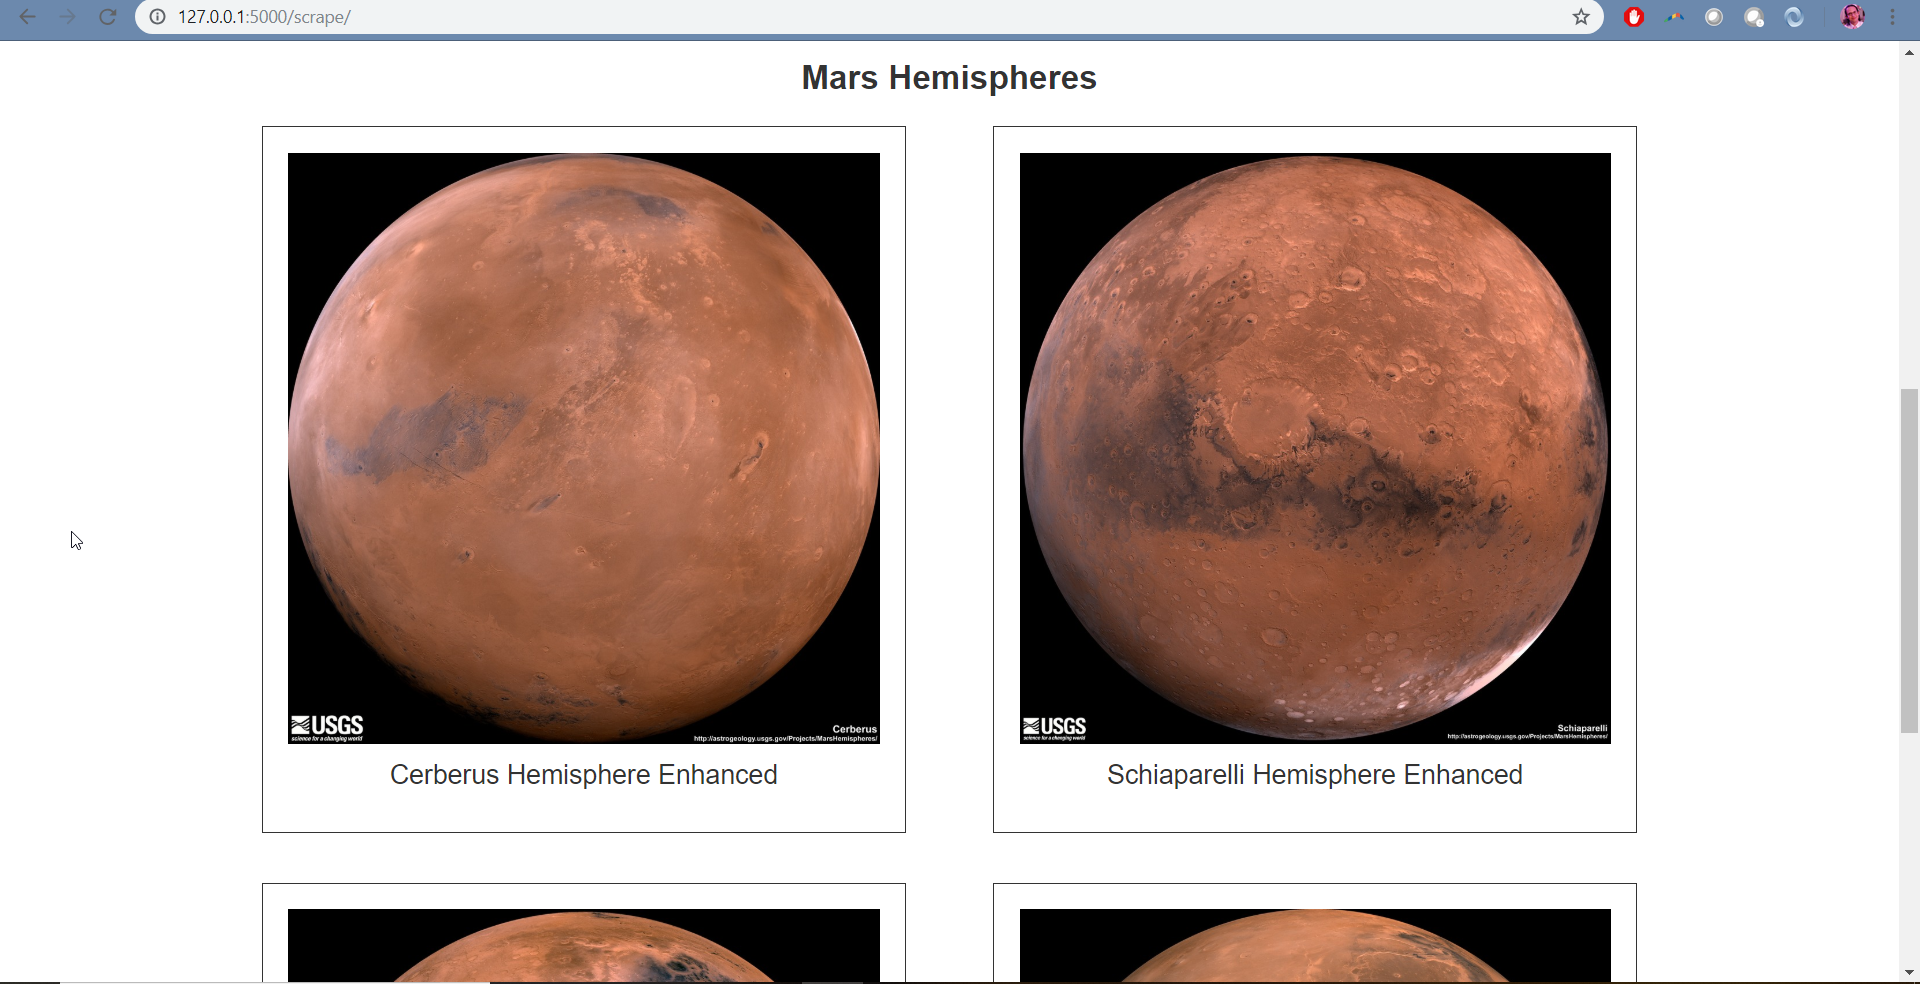 127.0.0.1:5000/scrape/
Mars Hemispheres
USGS
science for a changing world
Cerberus
http://astrogeology.usgs.gov/Projects/MarsHemispheres/
USGS
science for a changing world
Schiaparelli
http://astrogeology.usgs.gov/Projects/MarsHemispheres/
Cerberus Hemisphere Enhanced
Schiaparelli Hemisphere Enhanced